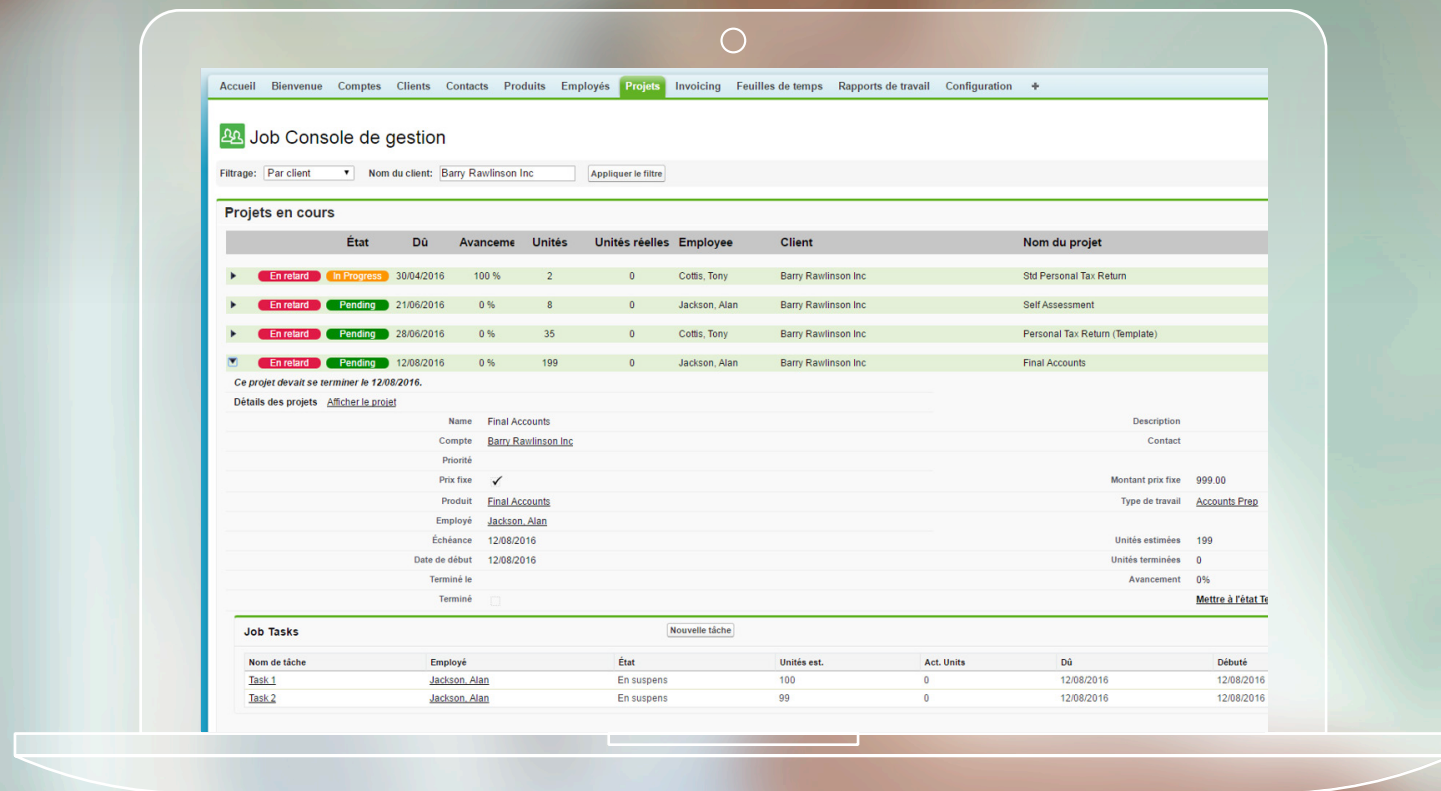 Accueil Bienvenue Comptes Clients Contacts Produits Employés Projets Invoicing Feuilles de temps Rapports de travail Configuration +
Job Console de gestion
Filtrage: Par client Nom du client: Barry Rawlinson Inc Appliquer le filtre
Projets en cours
État Dû Avanceme Unités Unités réelles Employee Client Nom du projet
En retard In Progress 30/04/2016 100 % 2 0 Cottis, Tony Barry Rawlinson Inc Std Personal Tax Return
En retard Pending 21/06/2016 0 % 8 0 Jackson, Alan Barry Rawlinson Inc Self Assessment
En retard Pending 28/06/2016 0 % 35 0 Cottis, Tony Barry Rawlinson Inc Personal Tax Return (Template)
En retard Pending 12/08/2016 0 % 199 0 Jackson, Alan Barry Rawlinson Inc Final Accounts
Ce projet devait se terminer le 12/08/2016.
Détails des projets Afficher le projet
Name Final Accounts Description
Compte Barry Rawlinson Inc Contact
Priorité
Prix fixe ✓ Montant prix fixe 999.00
Produit Final Accounts Type de travail Accounts Prep
Employé Jackson, Alan
Échéance 12/08/2016 Unités estimées 199
Date de début 12/08/2016 Unités terminées 0
Terminé le Avancement 0%
Terminé Mettre à l'état Te
Job Tasks Nouvelle tâche
Nom de tâche Employé État Unités est. Act. Units Dû Débuté
Task 1 Jackson, Alan En suspens 100 0 12/08/2016 12/08/2016
Task 2 Jackson, Alan En suspens 99 0 12/08/2016 12/08/2016